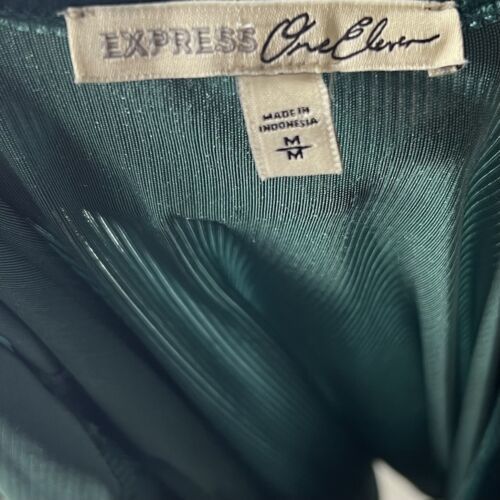 EXPRESS One Eleven
MADE IN
INDONESIA
M
M